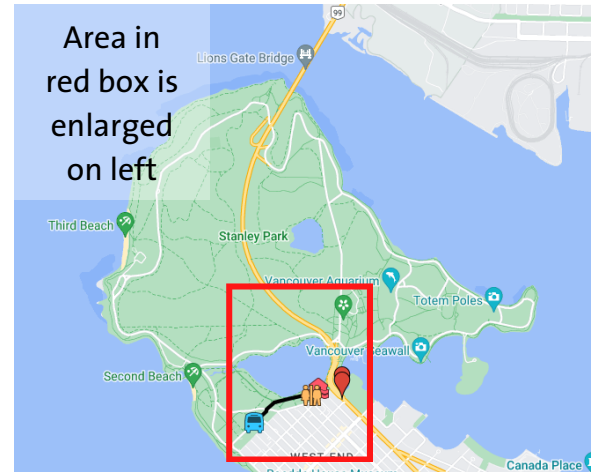 Area in
red box is
enlarged
on left
99
Lions Gate Bridge
Third Beach
Stanley Park
Vancouver Aquarium
Totem Poles
Vancouver Seawall
Second Beach
WEST END
Canada Place